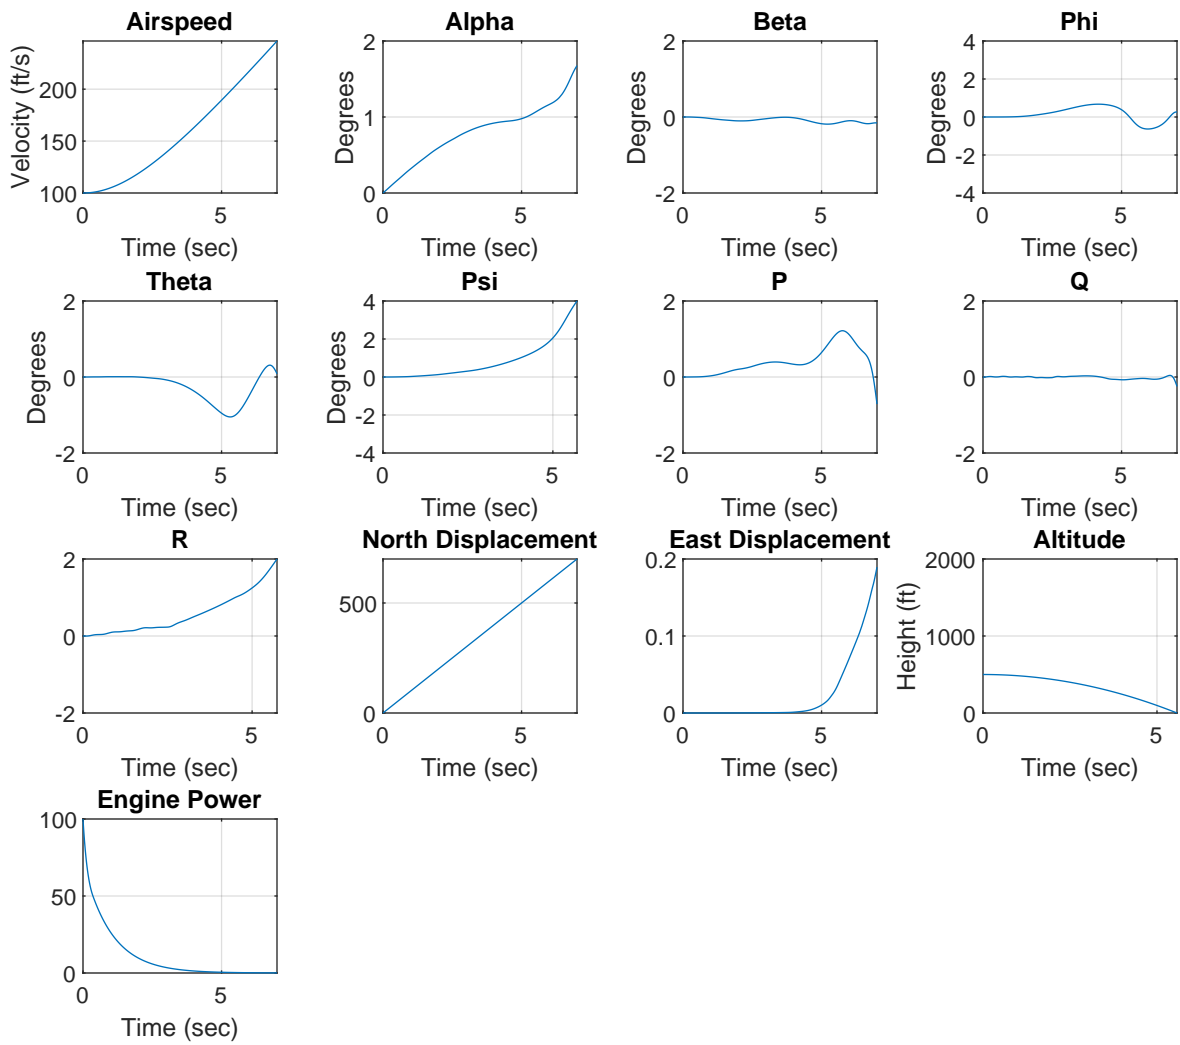 Airspeed
Velocity (ft/s)
200
150
100
0
5
Time (sec)
Alpha
Degrees
2
1
0
0
5
Time (sec)
Beta
Degrees
2
0
-2
0
5
Time (sec)
Phi
Degrees
4
2
0
-2
-4
0
5
Time (sec)
Theta
Degrees
2
0
-2
0
5
Time (sec)
Psi
Degrees
4
2
0
-2
-4
0
5
Time (sec)
P
2
0
-2
0
5
Time (sec)
Q
2
0
-2
0
5
Time (sec)
R
2
0
-2
0
5
Time (sec)
North Displacement
500
0
0
5
Time (sec)
East Displacement
0.2
0.1
0
0
5
Time (sec)
Altitude
Height (ft)
2000
1000
0
0
5
Time (sec)
Engine Power
100
50
0
0
5
Time (sec)